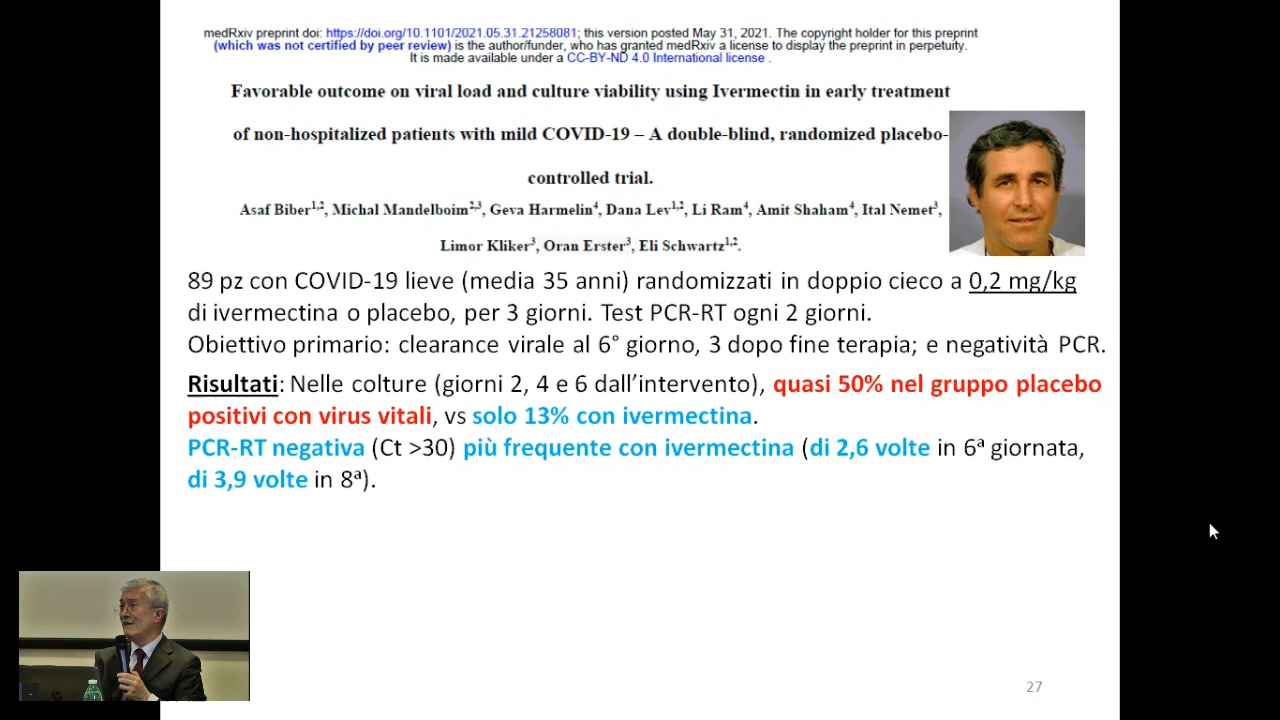 medRxiv preprint doi: https://doi.org/10.1101/2021.05.31.21258081; this version posted May 31, 2021. The copyright holder for this preprint
(which was not certified by peer review) is the author/funder, who has granted medRxiv a license to display the preprint in perpetuity.
It is made available under a CC-BY-ND 4.0 International license .
Favorable outcome on viral load and culture viability using Ivermectin in early treatment
of non-hospitalized patients with mild COVID-19 – A double-blind, randomized placebo-
controlled trial.
Asaf Biber1,2, Michal Mandelboim2,3, Geva Harmelin4, Dana Lev1,2, Li Ram4, Amit Shaham4, Ital Nemet3,
Limor Kliker3, Oran Erster3, Eli Schwartz1,2.
89 pz con COVID-19 lieve (media 35 anni) randomizzati in doppio cieco a 0,2 mg/kg
di ivermectina o placebo, per 3 giorni. Test PCR-RT ogni 2 giorni.
Obiettivo primario: clearance virale al 6° giorno, 3 dopo fine terapia; e negatività PCR.
Risultati: Nelle colture (giorni 2, 4 e 6 dall'intervento), quasi 50% nel gruppo placebo
positivi con virus vitali, vs solo 13% con ivermectina.
PCR-RT negativa (Ct >30) più frequente con ivermectina (di 2,6 volte in 6ª giornata,
di 3,9 volte in 8ª).
27